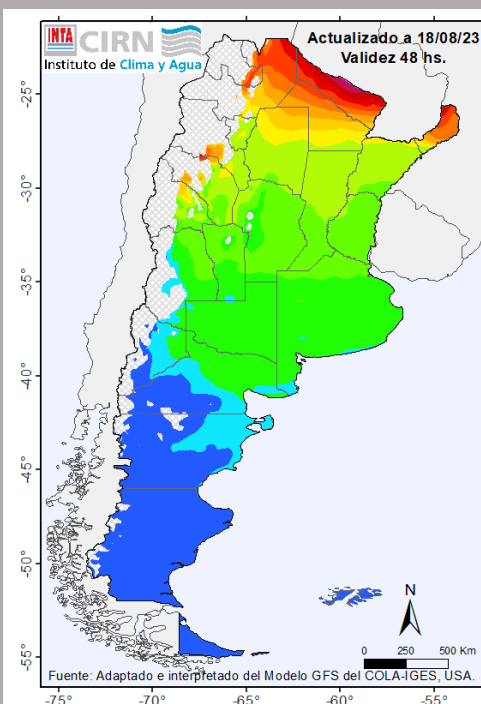 INTA CIRN
Instituto de Clima y Agua
Actualizado a 18/08/23
Validez 48 hs.
-25°
-30°
-35°
-40°
-45°
-50°
-55°
N
0 250 500 Km
Fuente: Adaptado e interpretado del Modelo GFS del COLA-IGES, USA.
-75° -70° -65° -60° -55°